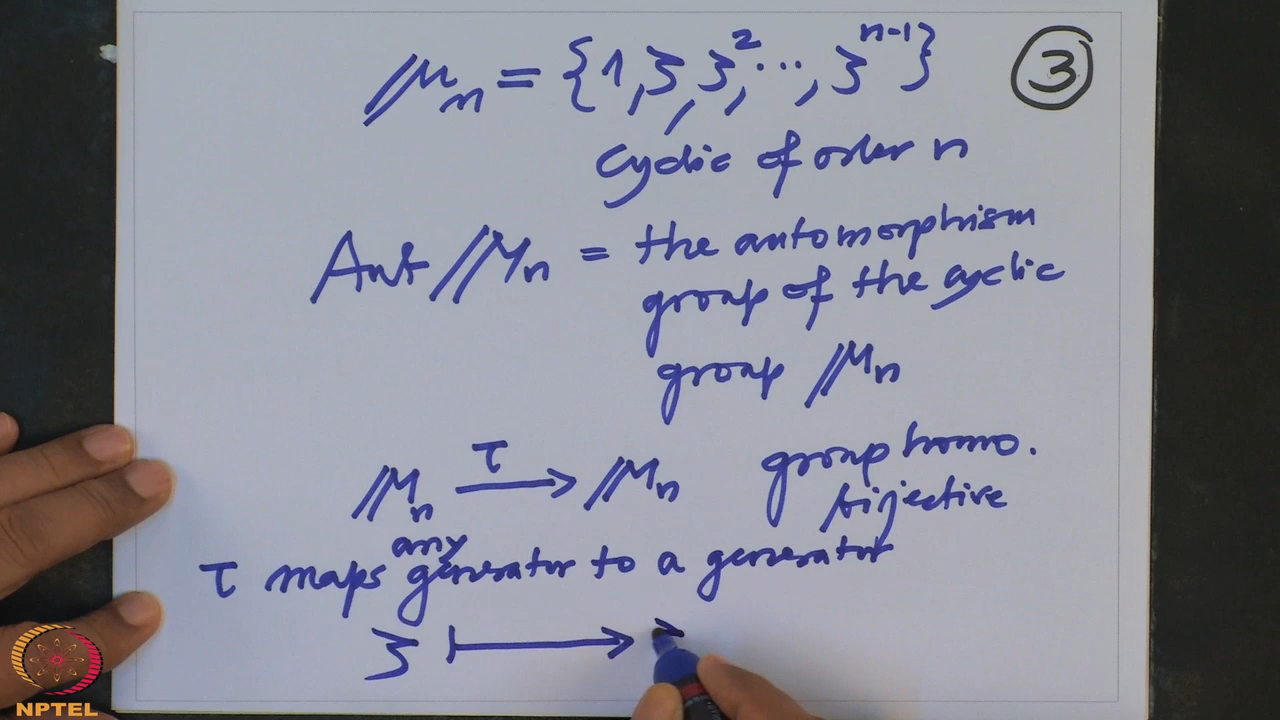 μₙ = {1, ζ, ζ², ..., ζⁿ⁻¹}
3
cyclic of order n
Aut μₙ = the automorphism
group of the cyclic
group μₙ
μₙ —τ→ μₙ group homo.
bijective
τ maps any generator to a generator
ζ ↦
NPTEL